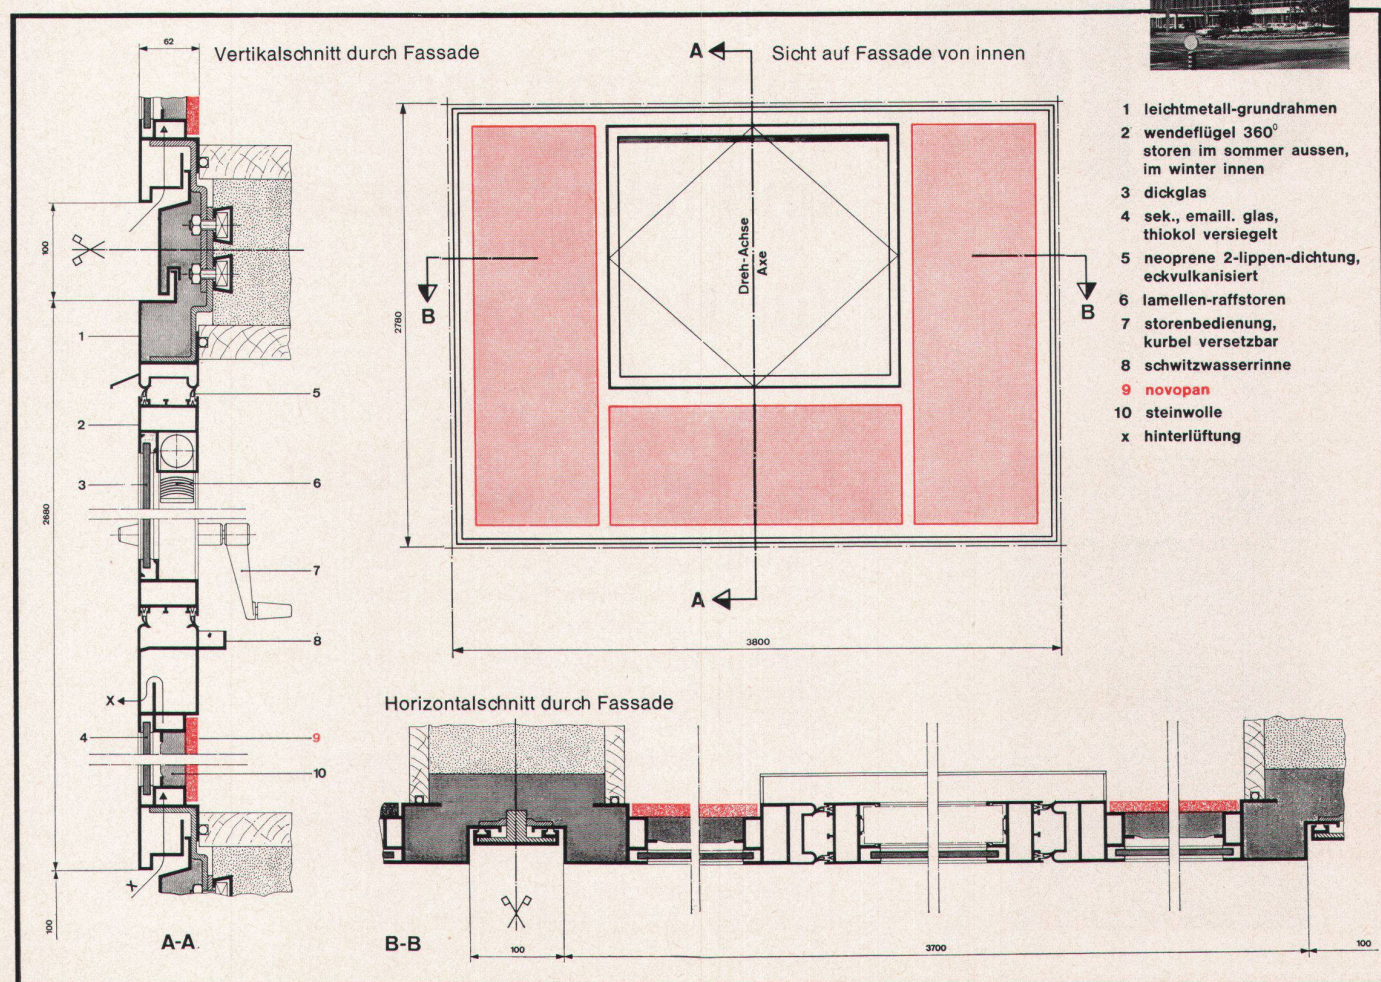 62
Vertikalschnitt durch Fassade
A
Sicht auf Fassade von innen
1 leichtmetall-grundrahmen
2 wendeflügel 360°
storen im sommer aussen,
im winter innen
3 dickglas
4 sek., emaill. glas,
thiokol versiegelt
5 neoprene 2-lippen-dichtung,
eckvulkanisiert
6 lamellen-raffstoren
7 storenbedienung,
kurbel versetzbar
8 schwitzwasserrinne
9 novopan
10 steinwolle
x hinterlüftung
100
2680
100
1
2
3
4
5
6
7
8
9
10
x
x
A-A
2780
B
B
Dreh-Achse
Axe
A
3800
Horizontalschnitt durch Fassade
B-B
100
3700
100